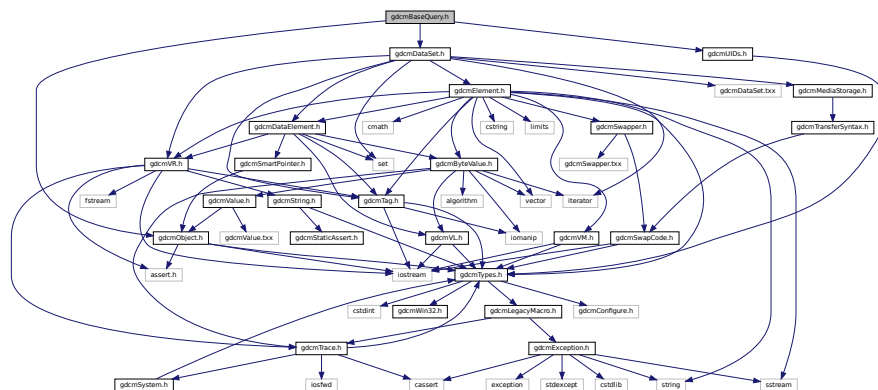 gdcmBaseQuery.h
gdcmDataSet.h
gdcmUIDs.h
gdcmElement.h
gdcmDataSet.txx
gdcmMediaStorage.h
gdcmDataElement.h
cmath
cstring
limits
gdcmSwapper.h
gdcmTransferSyntax.h
gdcmVR.h
gdcmSmartPointer.h
set
gdcmByteValue.h
gdcmSwapper.txx
fstream
gdcmValue.h
gdcmString.h
gdcmTag.h
algorithm
vector
iterator
gdcmObject.h
gdcmValue.txx
gdcmStaticAssert.h
gdcmVL.h
iomanip
gdcmVM.h
gdcmSwapCode.h
assert.h
iostream
gdcmTypes.h
cstdint
gdcmWin32.h
gdcmLegacyMacro.h
gdcmConfigure.h
gdcmTrace.h
gdcmException.h
gdcmSystem.h
iosfwd
cassert
exception
stdexcept
cstdlib
string
sstream